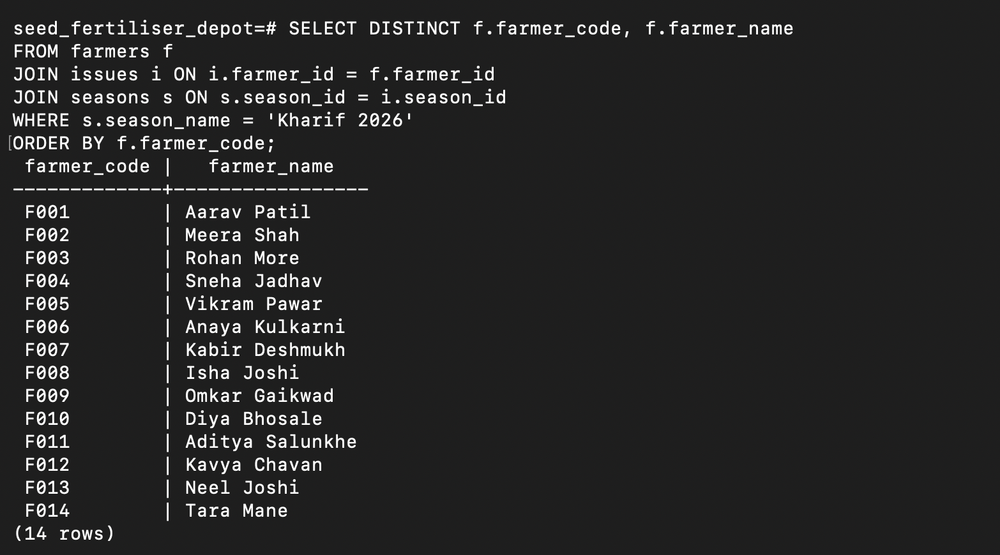 seed_fertiliser_depot=# SELECT DISTINCT f.farmer_code, f.farmer_name
FROM farmers f
JOIN issues i ON i.farmer_id = f.farmer_id
JOIN seasons s ON s.season_id = i.season_id
WHERE s.season_name = 'Kharif 2026'
[ORDER BY f.farmer_code;
 farmer_code |   farmer_name
-------------+-----------------
 F001        | Aarav Patil
 F002        | Meera Shah
 F003        | Rohan More
 F004        | Sneha Jadhav
 F005        | Vikram Pawar
 F006        | Anaya Kulkarni
 F007        | Kabir Deshmukh
 F008        | Isha Joshi
 F009        | Omkar Gaikwad
 F010        | Diya Bhosale
 F011        | Aditya Salunkhe
 F012        | Kavya Chavan
 F013        | Neel Joshi
 F014        | Tara Mane
(14 rows)